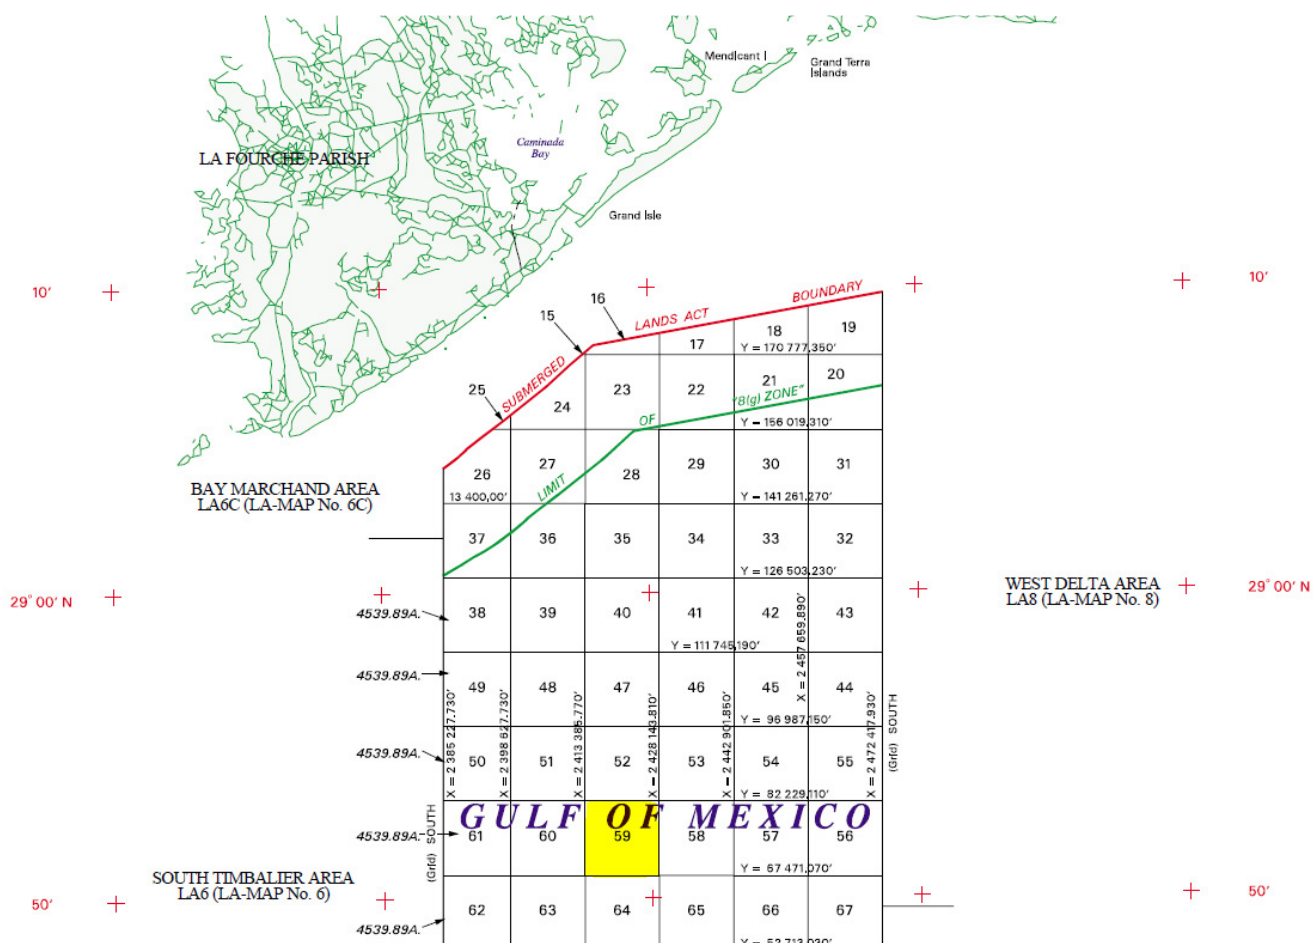 Mendicant I
Grand Terra
Islands
Caminada
Bay
LA FOURCHE PARISH
Grand Isle
10'
10'
16
15
LANDS ACT
BOUNDARY
SUBMERGED
17
18
19
Y = 170 777,350'
25
24
23
22
21
20
"8(g) ZONE"
OF
Y = 156 019,310'
26
27
28
29
30
31
LIMIT
13 400,00'
Y = 141 261,270'
BAY MARCHAND AREA
LA6C (LA-MAP No. 6C)
37
36
35
34
33
32
Y = 126 503,230'
29° 00' N
WEST DELTA AREA
LA8 (LA-MAP No. 8)
29° 00' N
4539.89A.
38
39
40
41
42
43
Y = 111 745,190'
X = 2 457 659.890'
4539.89A.
49
48
47
46
45
44
Y = 96 987,150'
X = 2 385 227.730'
X = 2 398 627.730'
X = 2 413 385.770'
X = 2 428 143.810'
X = 2 442 901.850'
X = 2 472 417.930'
(Grid) SOUTH
4539.89A.
50
51
52
53
54
55
Y = 82 229,110'
GULF OF MEXICO
4539.89A.
(Grid) SOUTH
61
60
59
58
57
56
Y = 67 471,070'
SOUTH TIMBALIER AREA
LA6 (LA-MAP No. 6)
50'
50'
4539.89A.
62
63
64
65
66
67
Y = 52 713,030'